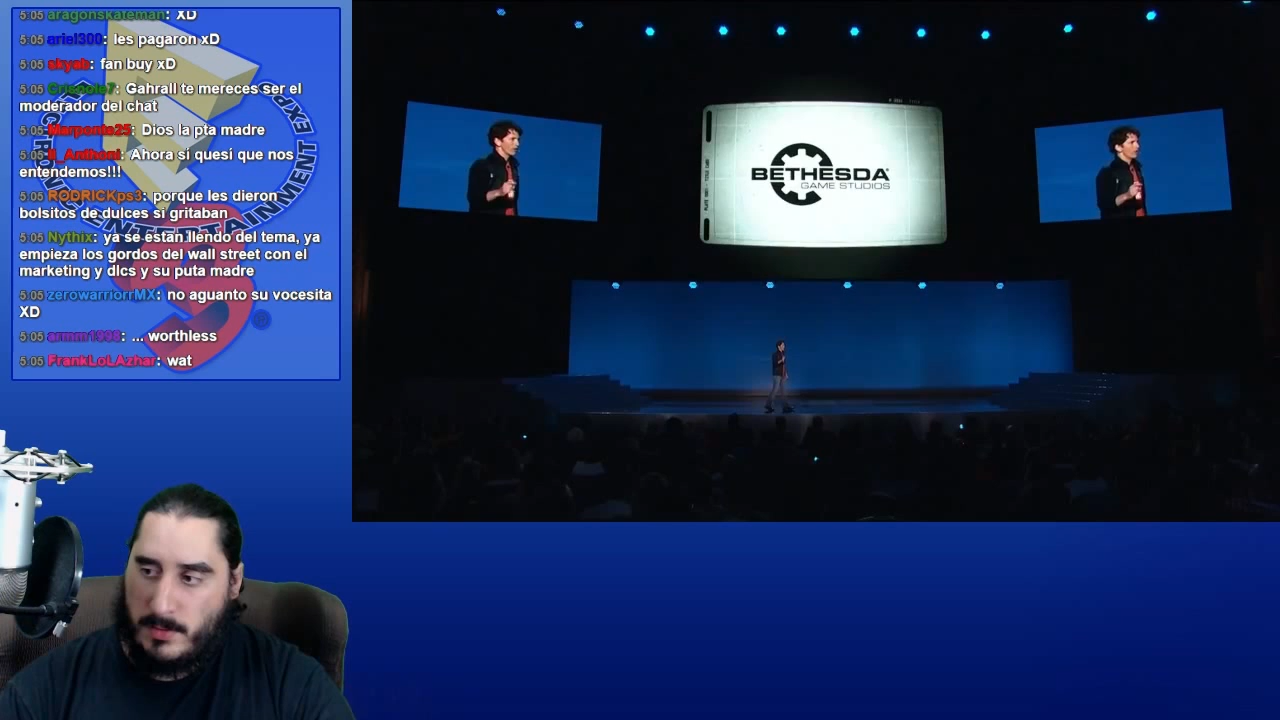 5:05 aragonskateman: XD
5:05 ariel300: les pagaron xD
5:05 skyab: fan buy xD
5:05 Gahrall te mereces ser el
moderador del chat
5:05 Marponte25: Dios la pta madre
5:05 Ahora si quesi que nos
entendemos!!!
5:05 RODRICKps3: porque les dieron
bolsitos de dulces si gritaban
5:05 Nythix: ya se estan llendo del tema, ya
empieza los gordos del wall street con el
marketing y dlcs y su puta madre
5:05 zerowarriorrMX: no aguanto su vocesita
XD
5:05 armm1998: ... worthless
5:05 FrankLoLAzhar: wat
BETHESDA
GAME STUDIOS